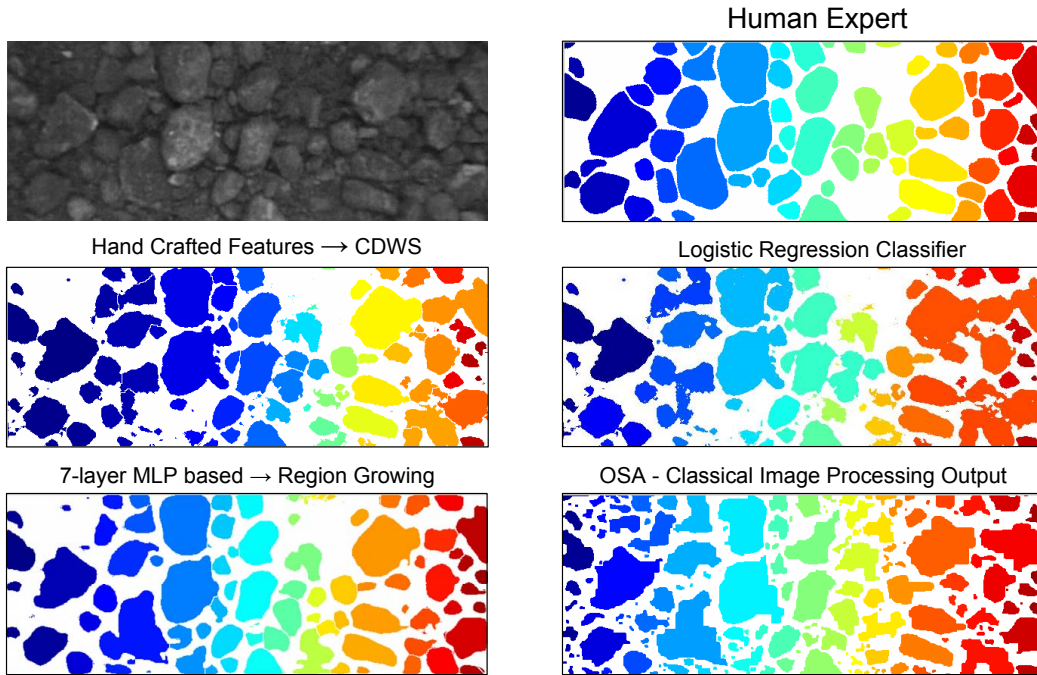 Human Expert
Hand Crafted Features → CDWS
Logistic Regression Classifier
7-layer MLP based → Region Growing
OSA - Classical Image Processing Output